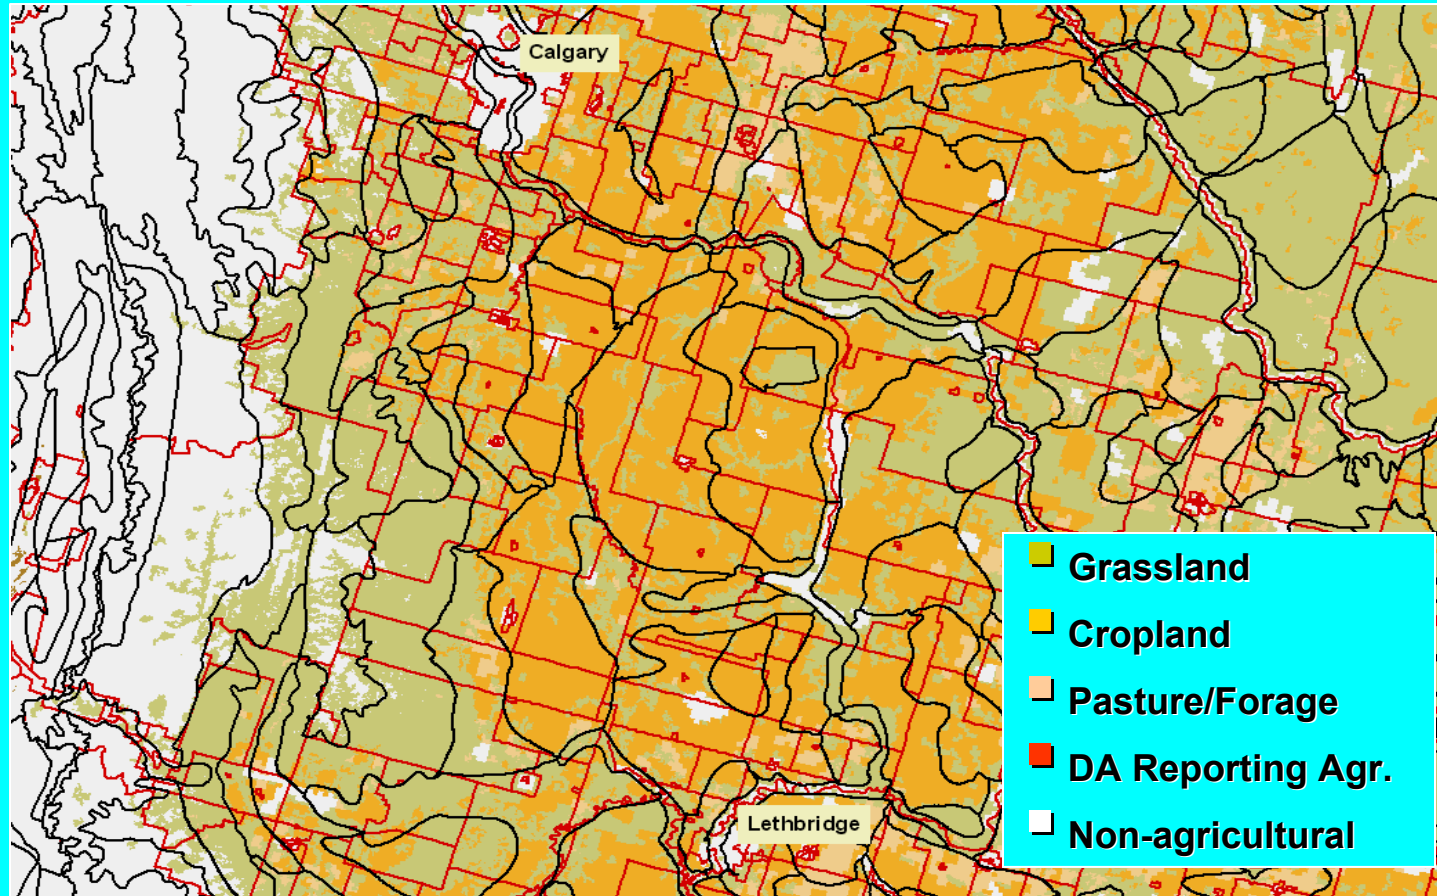 Calgary
Grassland
Cropland
Pasture/Forage
DA Reporting Agr.
Non-agricultural
Lethbridge